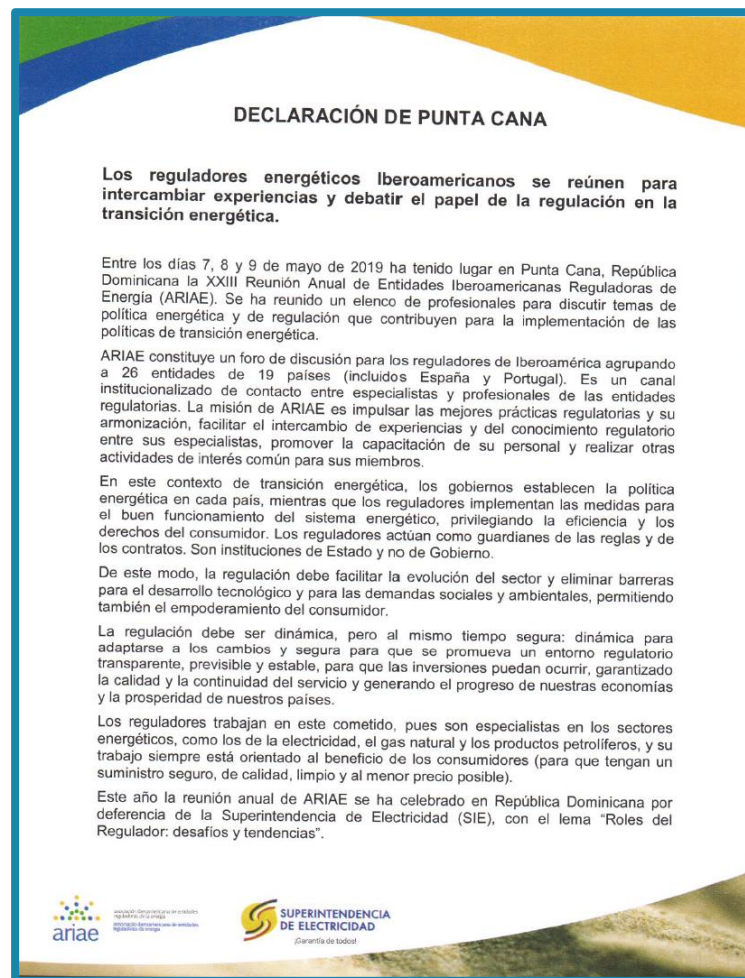 DECLARACIÓN DE PUNTA CANA
Los reguladores energéticos Iberoamericanos se reúnen para
intercambiar experiencias y debatir el papel de la regulación en la
transición energética.
Entre los días 7, 8 y 9 de mayo de 2019 ha tenido lugar en Punta Cana, República
Dominicana la XXIII Reunión Anual de Entidades Iberoamericanas Reguladoras de
Energía (ARIAE). Se ha reunido un elenco de profesionales para discutir temas de
política energética y de regulación que contribuyen para la implementación de las
políticas de transición energética.
ARIAE constituye un foro de discusión para los reguladores de Iberoamérica agrupando
a 26 entidades de 19 países (incluidos España y Portugal). Es un canal
institucionalizado de contacto entre especialistas y profesionales de las entidades
regulatorias. La misión de ARIAE es impulsar las mejores prácticas regulatorias y su
armonización, facilitar el intercambio de experiencias y del conocimiento regulatorio
entre sus especialistas, promover la capacitación de su personal y realizar otras
actividades de interés común para sus miembros.
En este contexto de transición energética, los gobiernos establecen la política
energética en cada país, mientras que los reguladores implementan las medidas para
el buen funcionamiento del sistema energético, privilegiando la eficiencia y los
derechos del consumidor. Los reguladores actúan como guardianes de las reglas y de
los contratos. Son instituciones de Estado y no de Gobierno.
De este modo, la regulación debe facilitar la evolución del sector y eliminar barreras
para el desarrollo tecnológico y para las demandas sociales y ambientales, permitiendo
también el empoderamiento del consumidor.
La regulación debe ser dinámica, pero al mismo tiempo segura: dinámica para
adaptarse a los cambios y segura para que se promueva un entorno regulatorio
transparente, previsible y estable, para que las inversiones puedan ocurrir, garantizado
la calidad y la continuidad del servicio y generando el progreso de nuestras economías
y la prosperidad de nuestros países.
Los reguladores trabajan en este cometido, pues son especialistas en los sectores
energéticos, como los de la electricidad, el gas natural y los productos petrolíferos, y su
trabajo siempre está orientado al beneficio de los consumidores (para que tengan un
suministro seguro, de calidad, limpio y al menor precio posible).
Este año la reunión anual de ARIAE se ha celebrado en República Dominicana por
deferencia de la Superintendencia de Electricidad (SIE), con el lema “Roles del
Regulador: desafíos y tendencias”.
ariae
SUPERINTENDENCIA
DE ELECTRICIDAD
¡Garantía de todos!